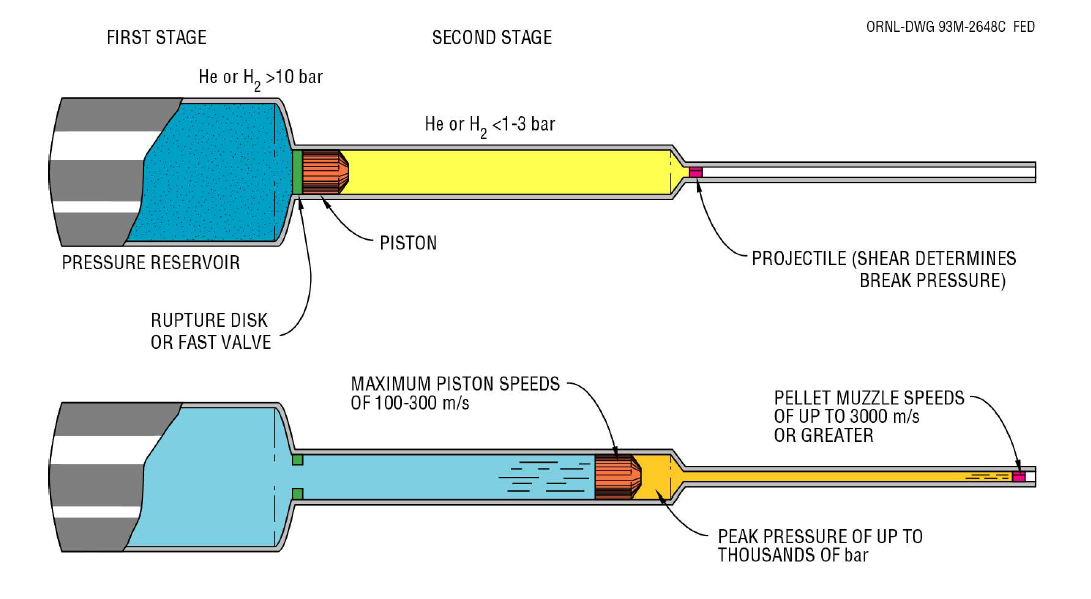 ORNL-DWG 93M-2648C FED
FIRST STAGE
SECOND STAGE
He or H2 >10 bar
He or H2 <1-3 bar
PISTON
PRESSURE RESERVOIR
PROJECTILE (SHEAR DETERMINES
BREAK PRESSURE)
RUPTURE DISK
OR FAST VALVE
MAXIMUM PISTON SPEEDS
OF 100-300 m/s
PELLET MUZZLE SPEEDS
OF UP TO 3000 m/s
OR GREATER
PEAK PRESSURE OF UP TO
THOUSANDS OF bar